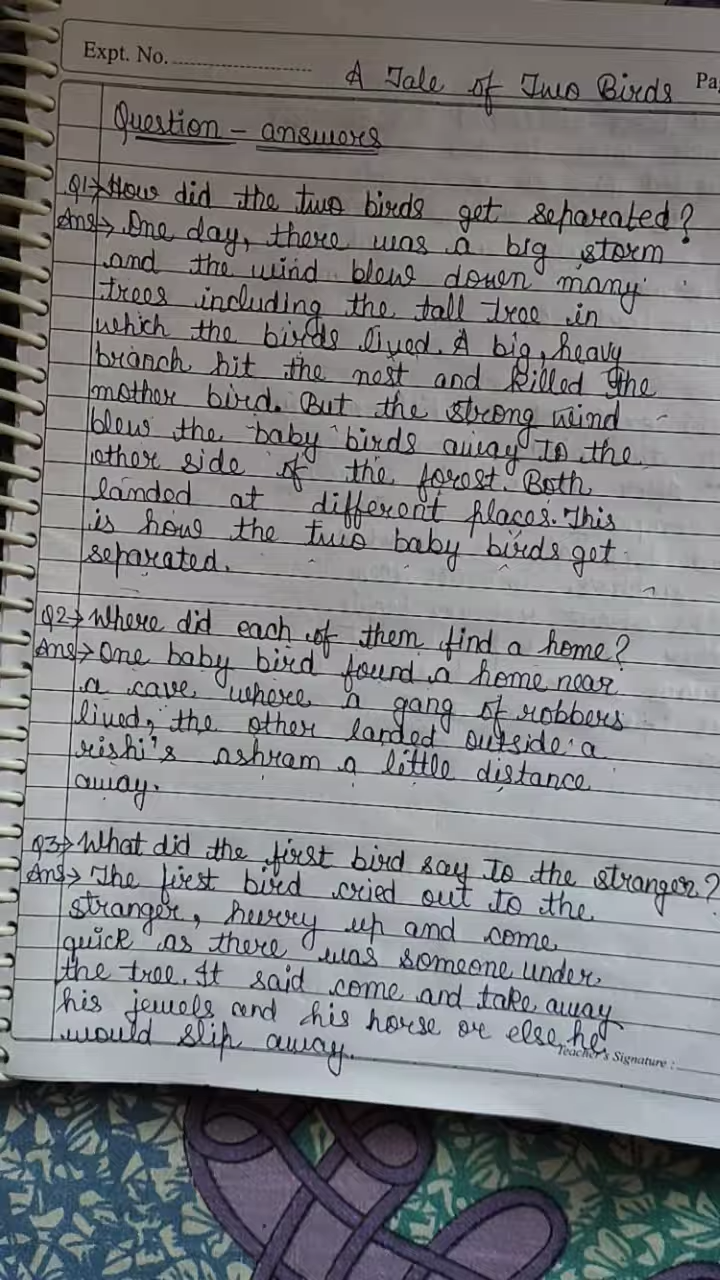 Expt. No.
A Tale of Two Birds
Question - answers
Q1→ How did the two birds get separated?
Ans→ One day, there was a big storm
and the wind blew down many
trees including the tall tree in
which the birds lived. A big, heavy
branch hit the nest and killed the
mother bird. But the strong wind
blew the baby birds away to the
other side of the forest. Both
landed at different places. This
is how the two baby birds get
separated.
Q2→ Where did each of them find a home?
Ans→ One baby bird found a home near
a cave where a gang of robbers
lived, the other landed outside a
rishi's ashram a little distance
away.
Q3→ What did the first bird say to the stranger?
Ans→ The first bird cried out to the
stranger, hurry up and come
quick as there was someone under
the tree. It said come and take away
his jewels and his horse or else he
would slip away.
Teacher's Signature :